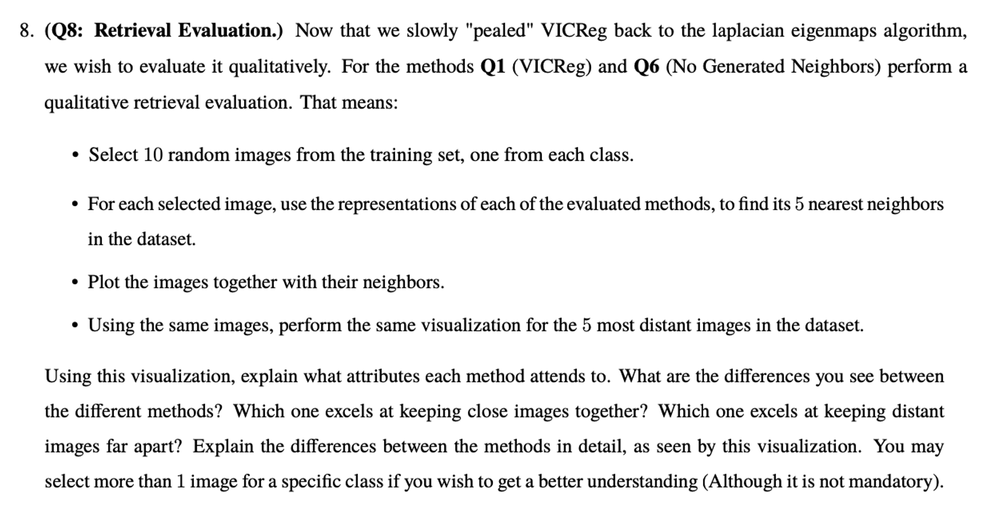 8. (Q8: Retrieval Evaluation.) Now that we slowly "pealed" VICReg back to the laplacian eigenmaps algorithm,
we wish to evaluate it qualitatively. For the methods Q1 (VICReg) and Q6 (No Generated Neighbors) perform a
qualitative retrieval evaluation. That means:
• Select 10 random images from the training set, one from each class.
• For each selected image, use the representations of each of the evaluated methods, to find its 5 nearest neighbors
in the dataset.
• Plot the images together with their neighbors.
• Using the same images, perform the same visualization for the 5 most distant images in the dataset.
Using this visualization, explain what attributes each method attends to. What are the differences you see between
the different methods? Which one excels at keeping close images together? Which one excels at keeping distant
images far apart? Explain the differences between the methods in detail, as seen by this visualization. You may
select more than 1 image for a specific class if you wish to get a better understanding (Although it is not mandatory).